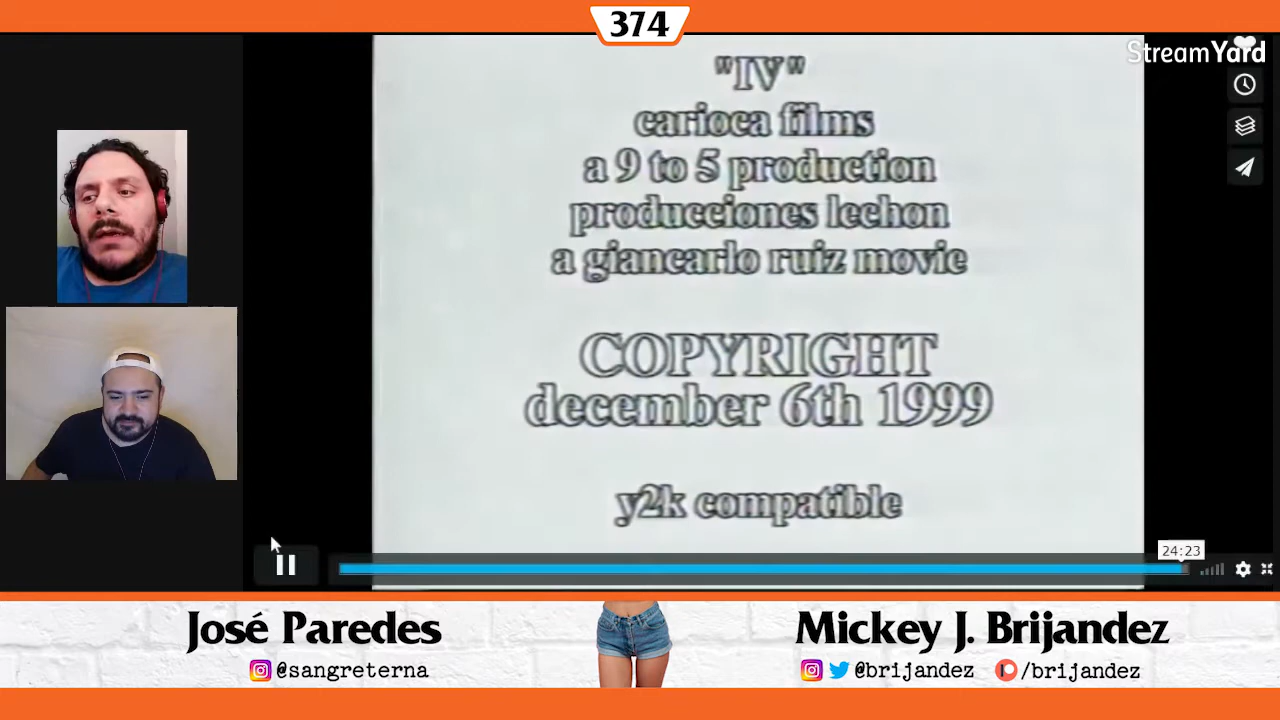 374
StreamYard
"IV"
carioca films
a 9 to 5 production
producciones lechon
a giancarlo ruiz movie
COPYRIGHT
december 6th 1999
y2k compatible
24:23
José Paredes
@sangreterna
Mickey J. Brijandez
@brijandez
/brijandez